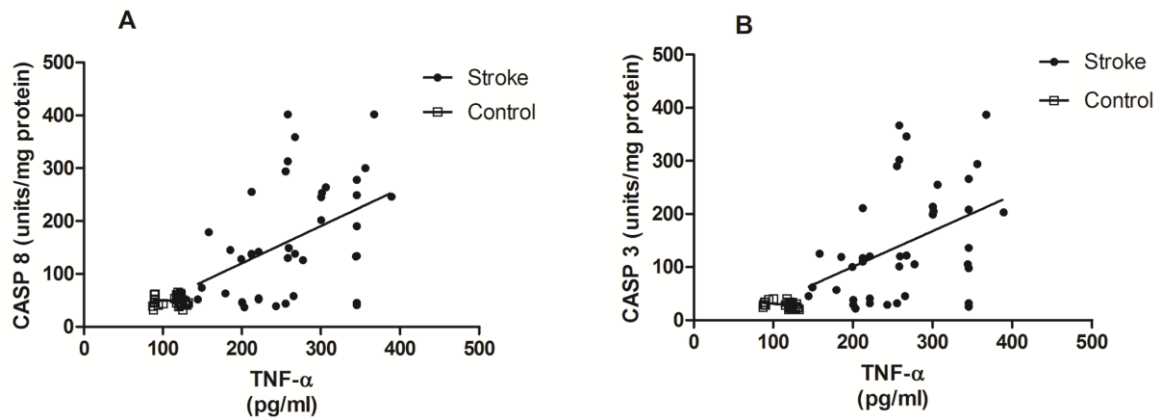 A
CASP 8 (units/mg protein)
500
400
300
200
100
0
0 100 200 300 400 500
TNF-α
(pg/ml)
Stroke
Control
B
CASP 3 (units/mg protein)
500
400
300
200
100
0
0 100 200 300 400 500
TNF-α
(pg/ml)
Stroke
Control